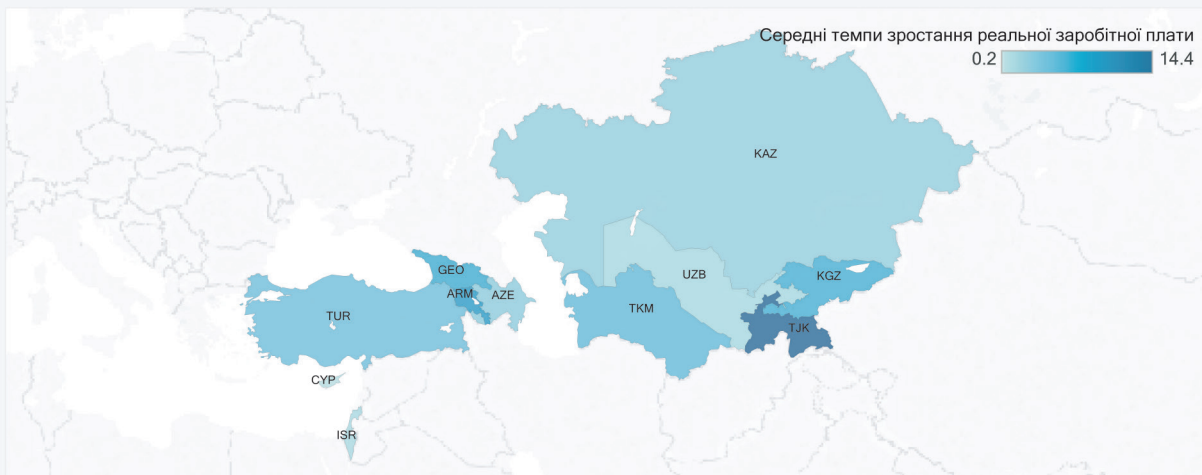 Середні темпи зростання реальної заробітної плати
0.2 14.4
KAZ
GEO
UZB
KGZ
ARM
AZE
TKM
TUR
TJK
CYP
ISR